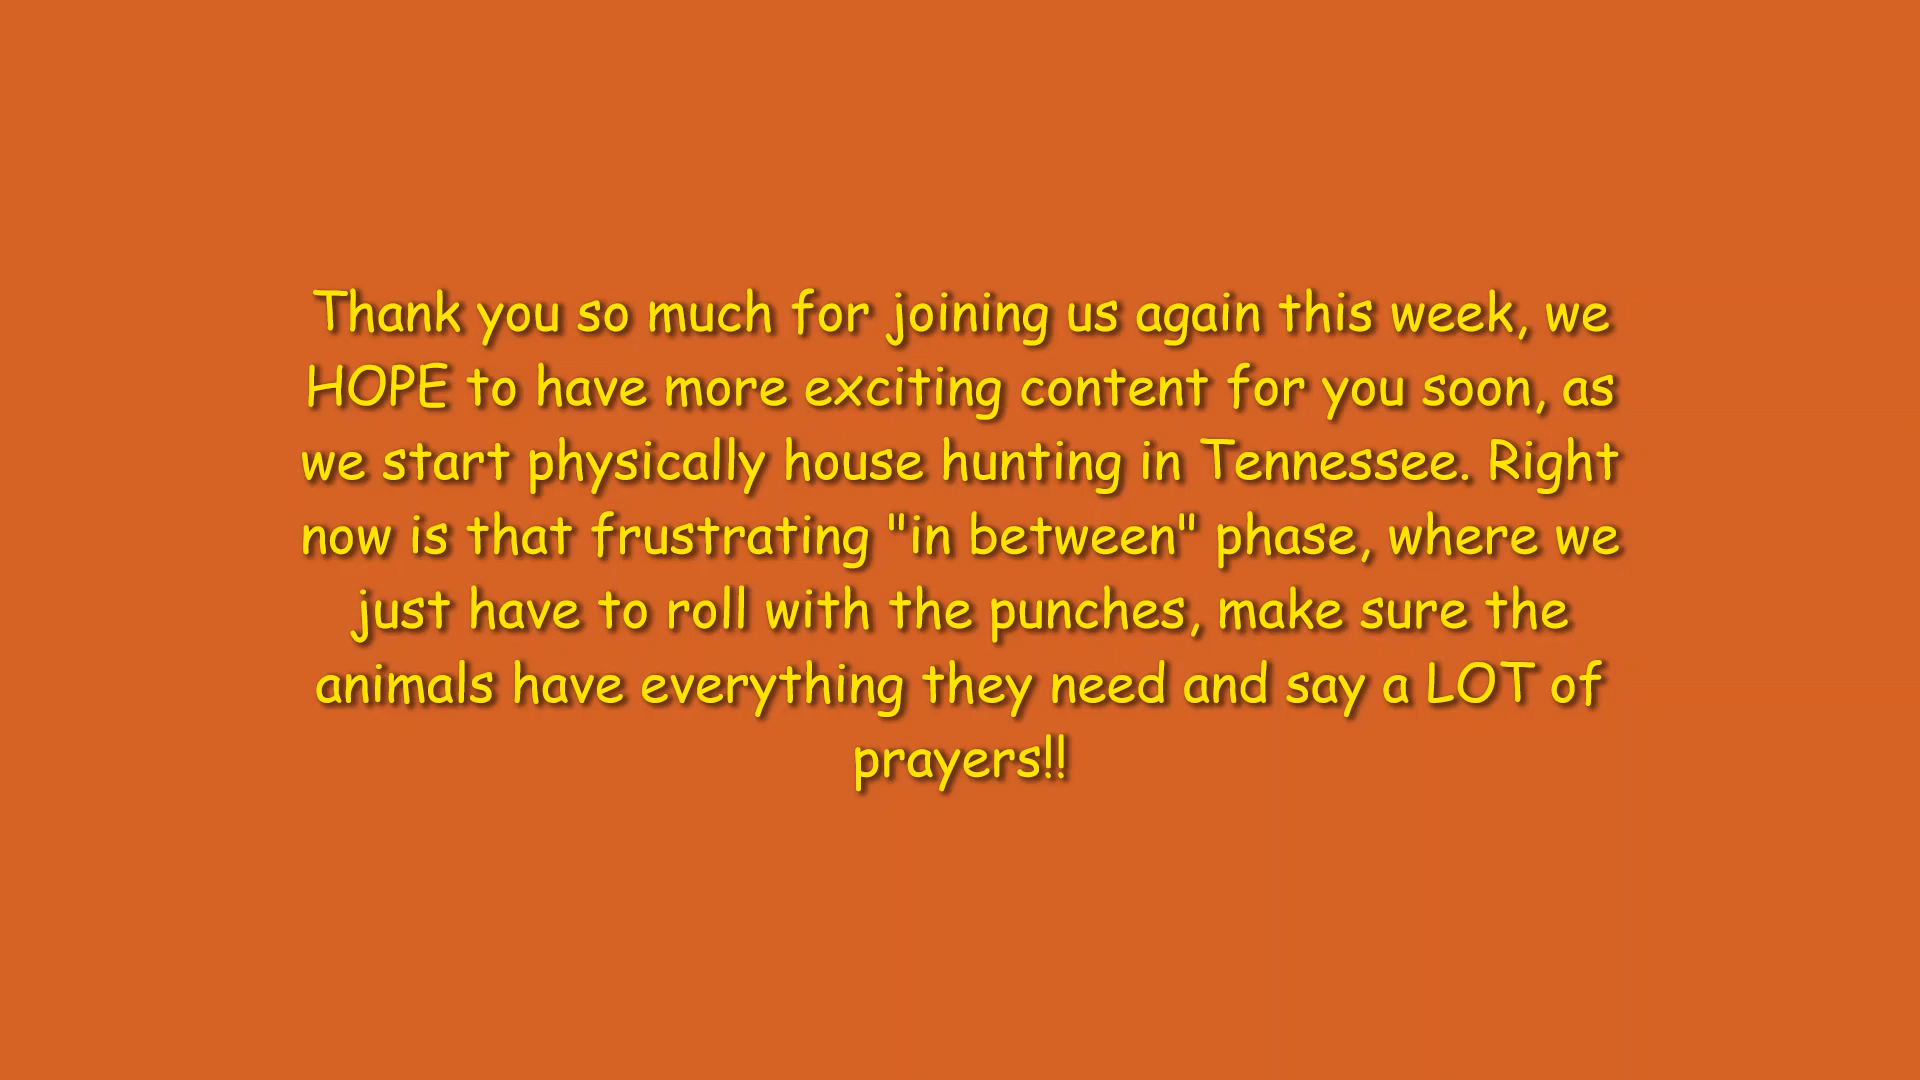 Thank you so much for joining us again this week, we
HOPE to have more exciting content for you soon, as
we start physically house hunting in Tennessee. Right
now is that frustrating "in between" phase, where we
just have to roll with the punches, make sure the
animals have everything they need and say a LOT of
prayers!!